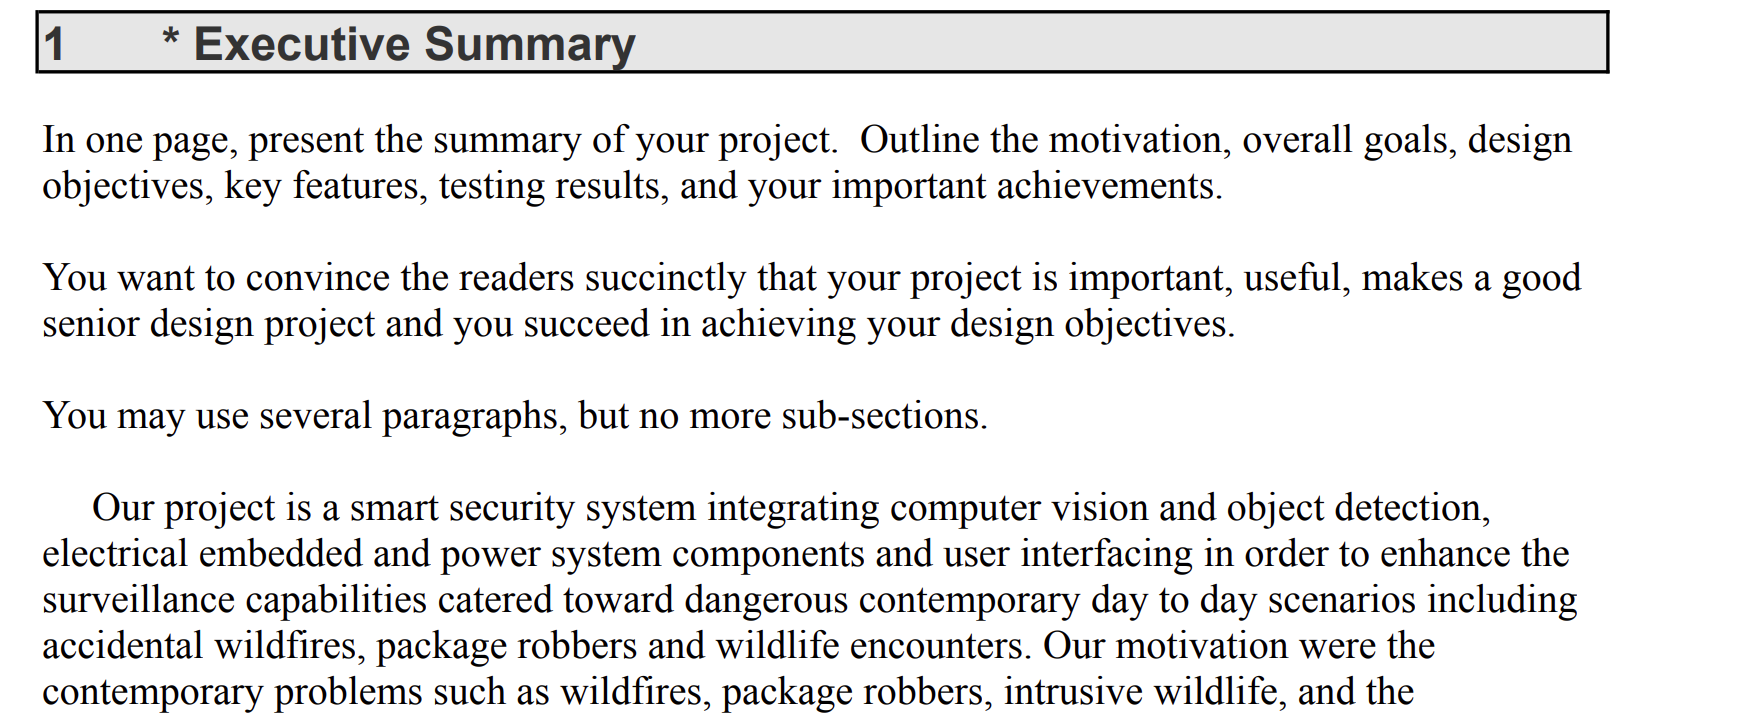 1 * Executive Summary
In one page, present the summary of your project. Outline the motivation, overall goals, design
objectives, key features, testing results, and your important achievements.
You want to convince the readers succinctly that your project is important, useful, makes a good
senior design project and you succeed in achieving your design objectives.
You may use several paragraphs, but no more sub-sections.
Our project is a smart security system integrating computer vision and object detection,
electrical embedded and power system components and user interfacing in order to enhance the
surveillance capabilities catered toward dangerous contemporary day to day scenarios including
accidental wildfires, package robbers and wildlife encounters. Our motivation were the
contemporary problems such as wildfires, package robbers, intrusive wildlife, and the